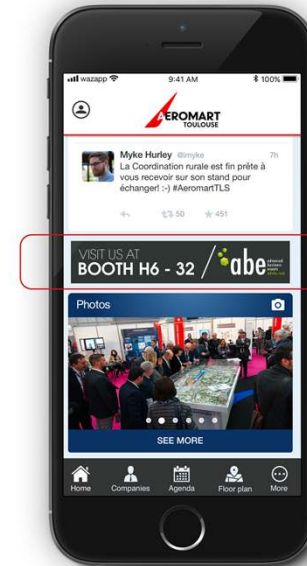 wazapp 9:41 AM 100%
AEROMART
TOULOUSE
Myke Hurley @imyke 7h
La Coordination rurale est fin prête à
vous recevoir sur son stand pour
échanger! :-) #AeromartTLS
50 451
VISIT US AT
BOOTH H6 - 32 / abe
Photos
SEE MORE
Home Companies Agenda Floor plan More